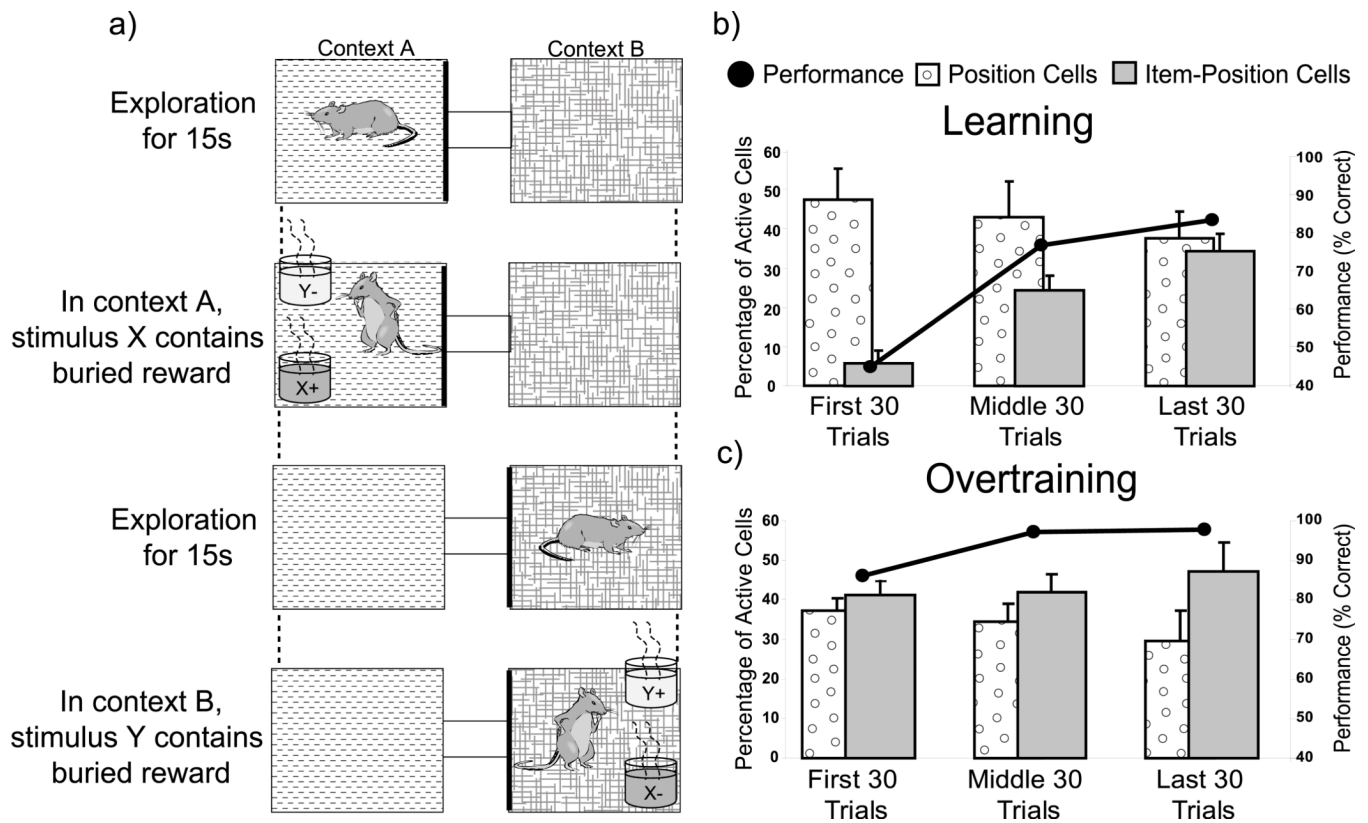 a)
Context A
Context B
Exploration
for 15s
Y-
X+
In context A,
stimulus X contains
buried reward
Exploration
for 15s
Y+
X-
In context B,
stimulus Y contains
buried reward
b)
Performance
Position Cells
Item-Position Cells
Learning
Percentage of Active Cells
60
50
40
30
20
10
0
Performance (% Correct)
100
90
80
70
60
50
40
First 30
Trials
Middle 30
Trials
Last 30
Trials
c)
Overtraining
Percentage of Active Cells
60
50
40
30
20
10
0
Performance (% Correct)
100
90
80
70
60
50
40
First 30
Trials
Middle 30
Trials
Last 30
Trials